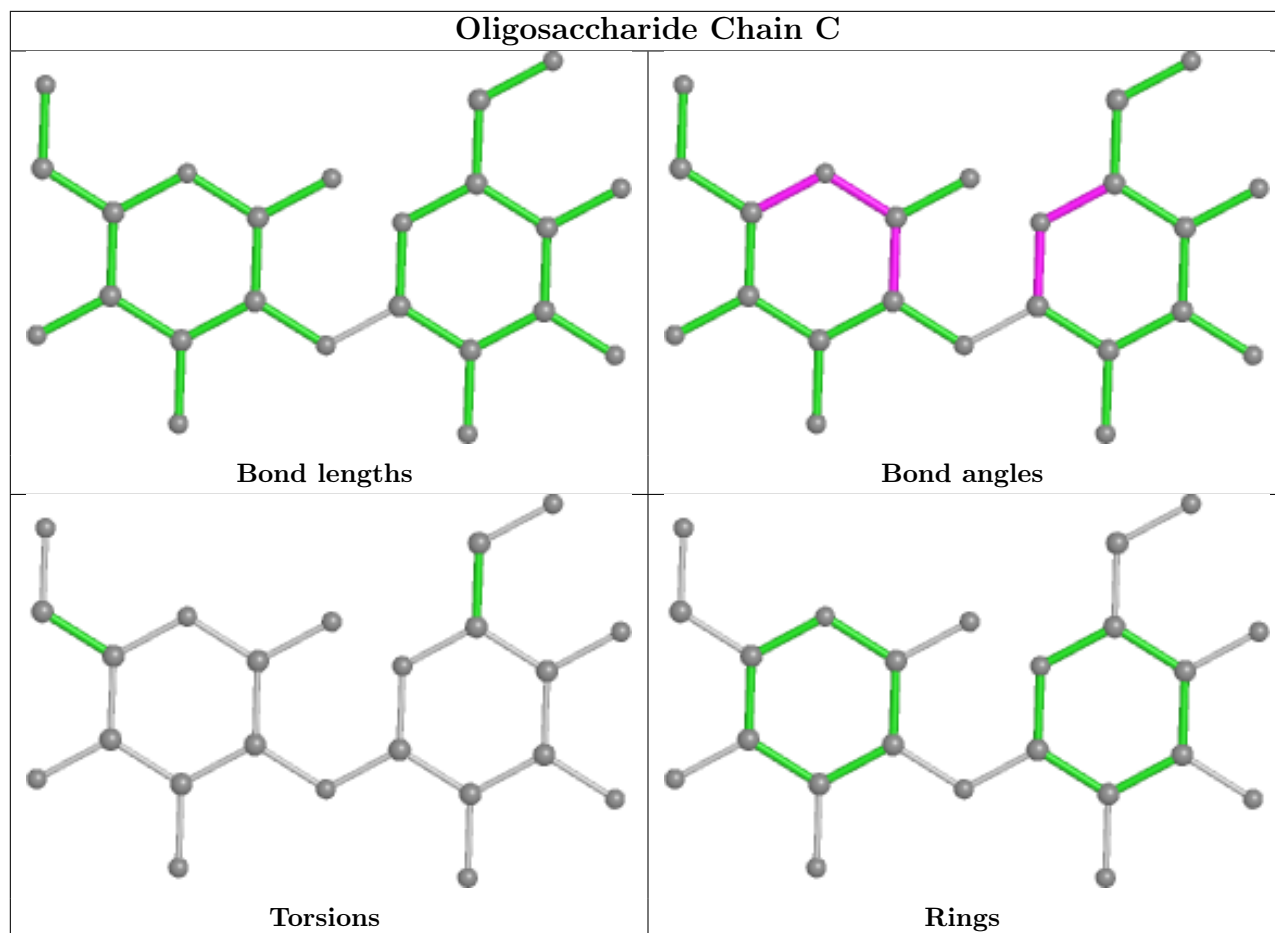 Oligosaccharide Chain C
Bond lengths
Bond angles
Torsions
Rings